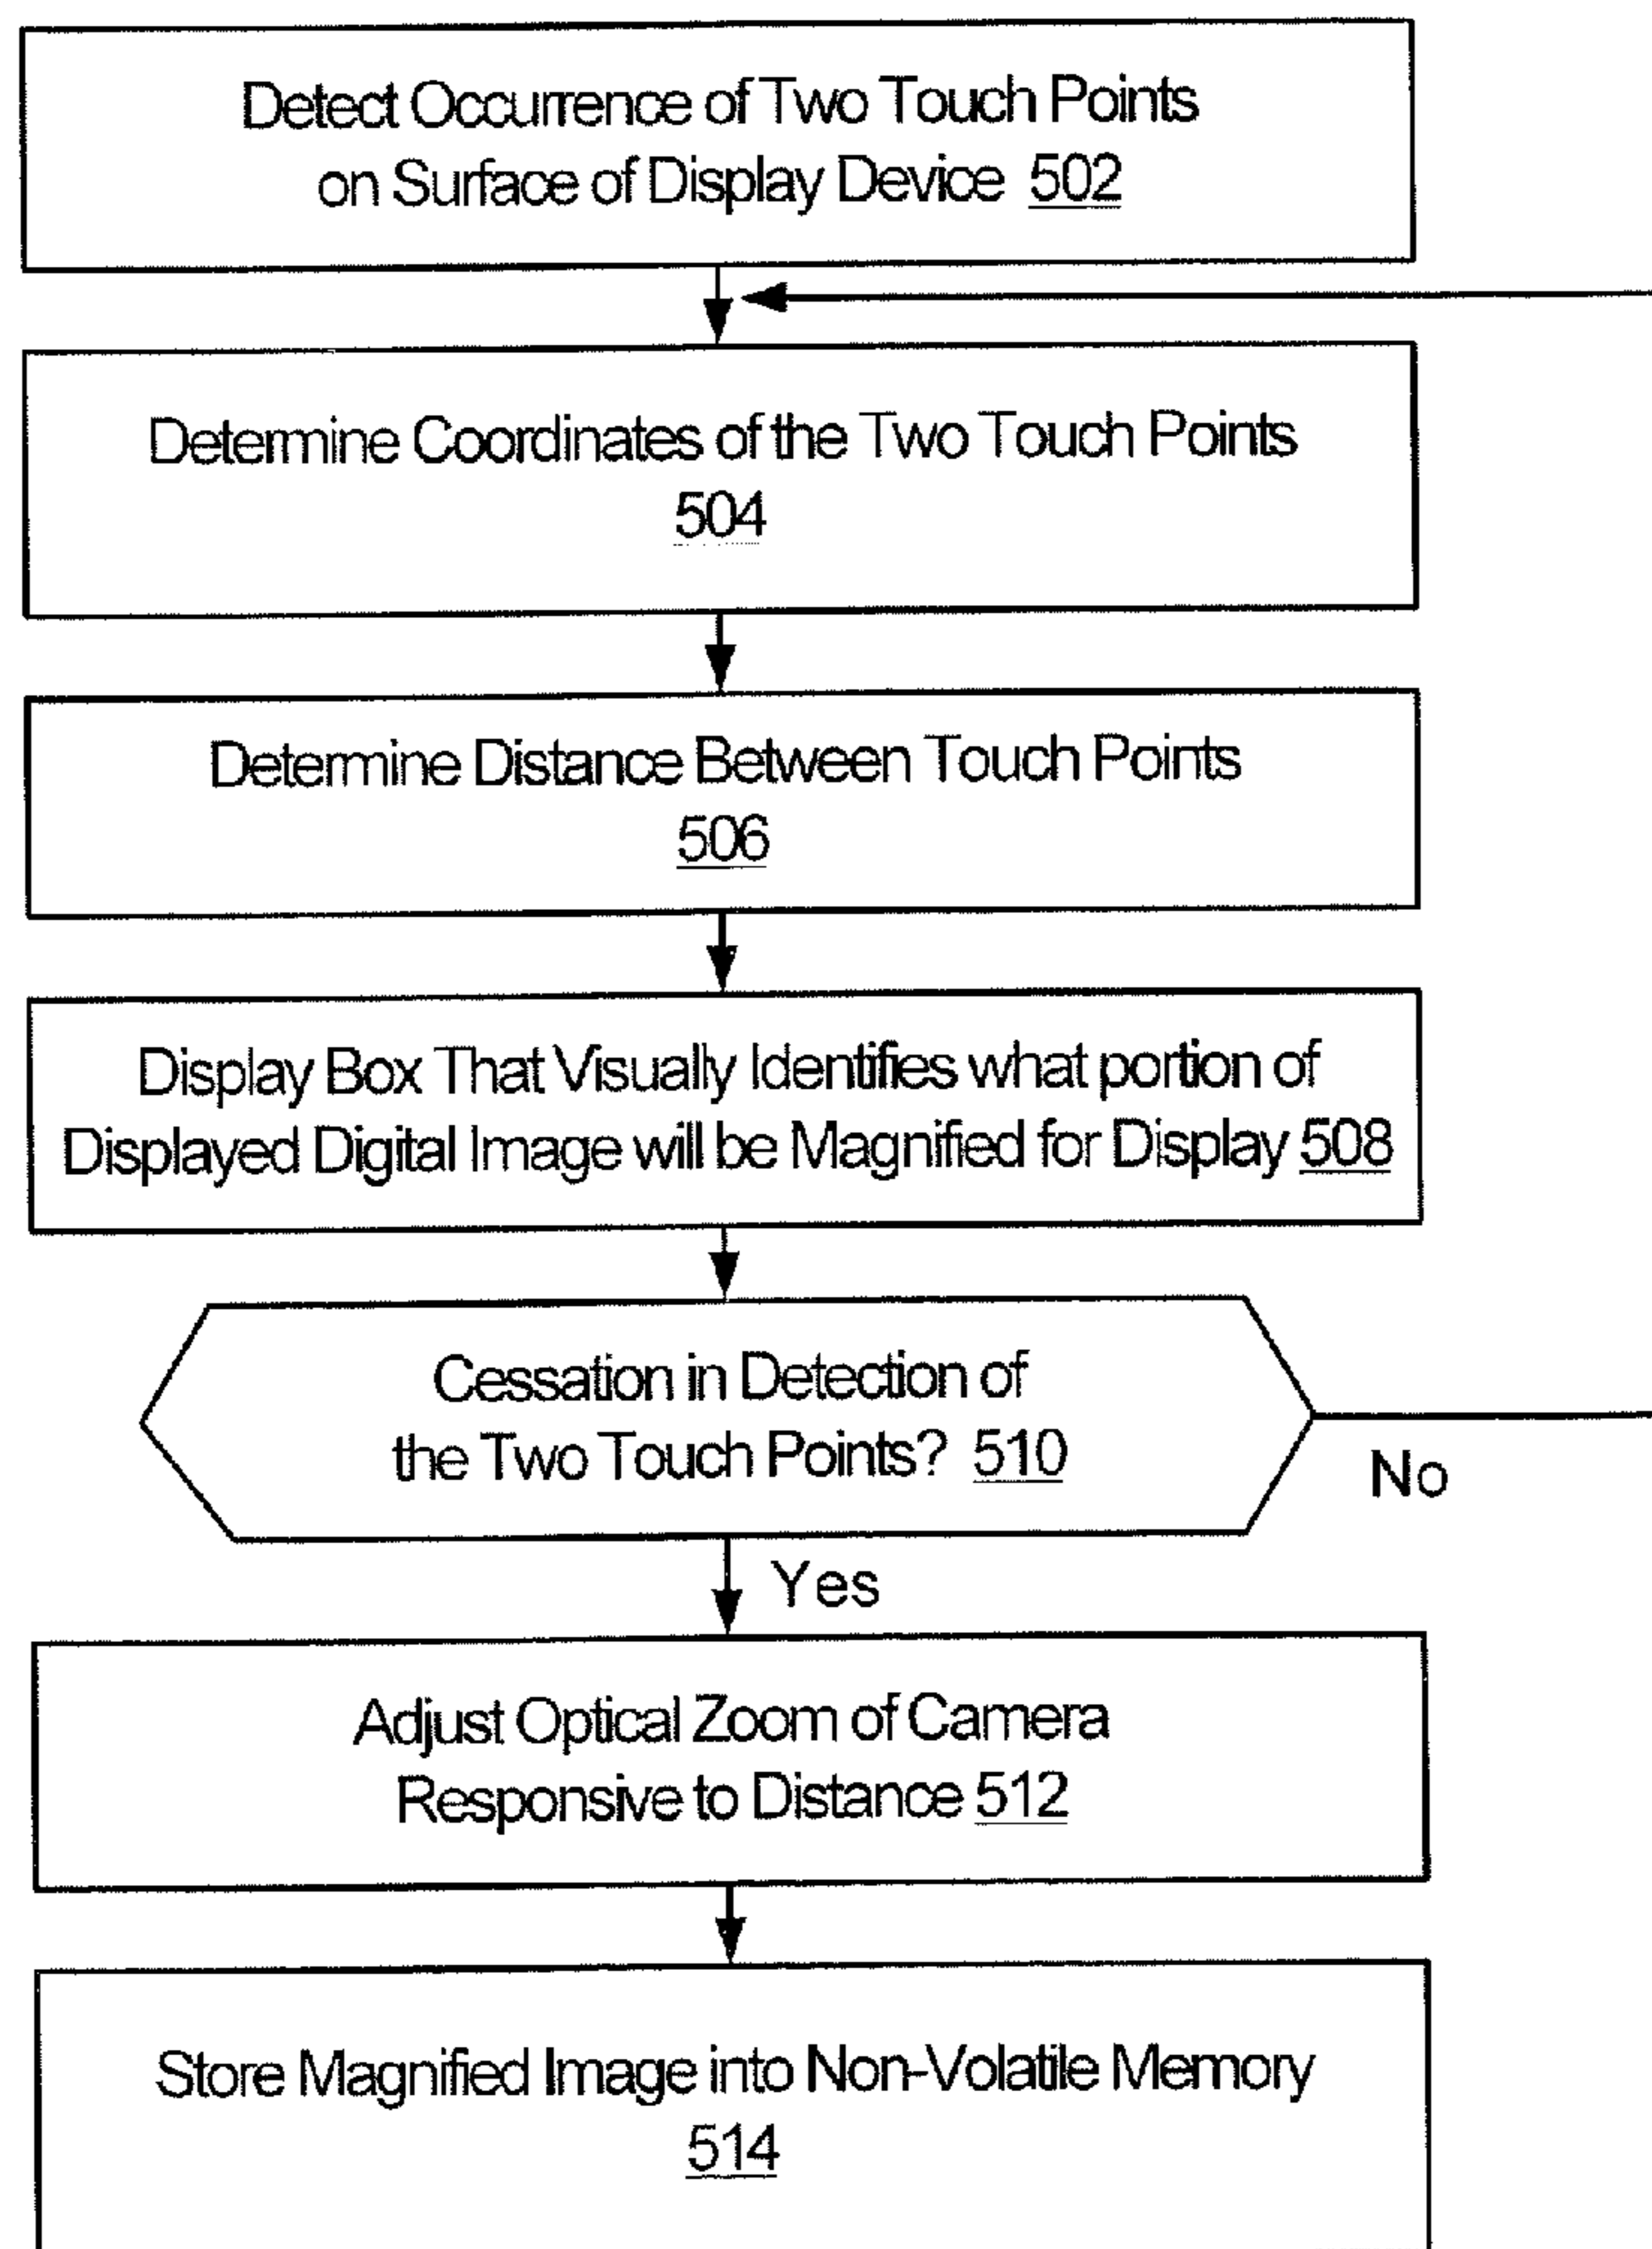 Detect Occurrence of Two Touch Points
on Surface of Display Device 502
Determine Coordinates of the Two Touch Points
504
Determine Distance Between Touch Points
506
Display Box That Visually Identifies what portion of
Displayed Digital Image will be Magnified for Display 508
Cessation in Detection of
the Two Touch Points? 510
No
Yes
Adjust Optical Zoom of Camera
Responsive to Distance 512
Store Magnified Image into Non-Volatile Memory
514